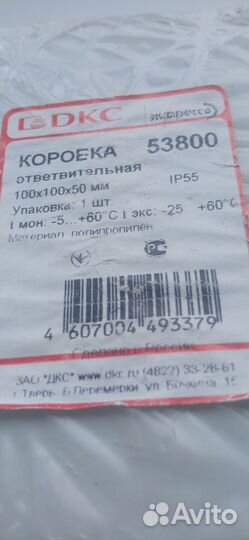 DKC экспресс
КОРОБКА 53800
ответвительная
100x100x50 мм IP55
Упаковка: 1 шт.
t мон: -5...+60°C t экс: -25 +60°C
Материал: полипропилен
4 607004 493379
Сделано в России
ЗАО "ДКС" www.dkc.ru (4822) 33-28-81
г.Тверь, Б.Перемерки, ул. Бочкина, 15
Avito